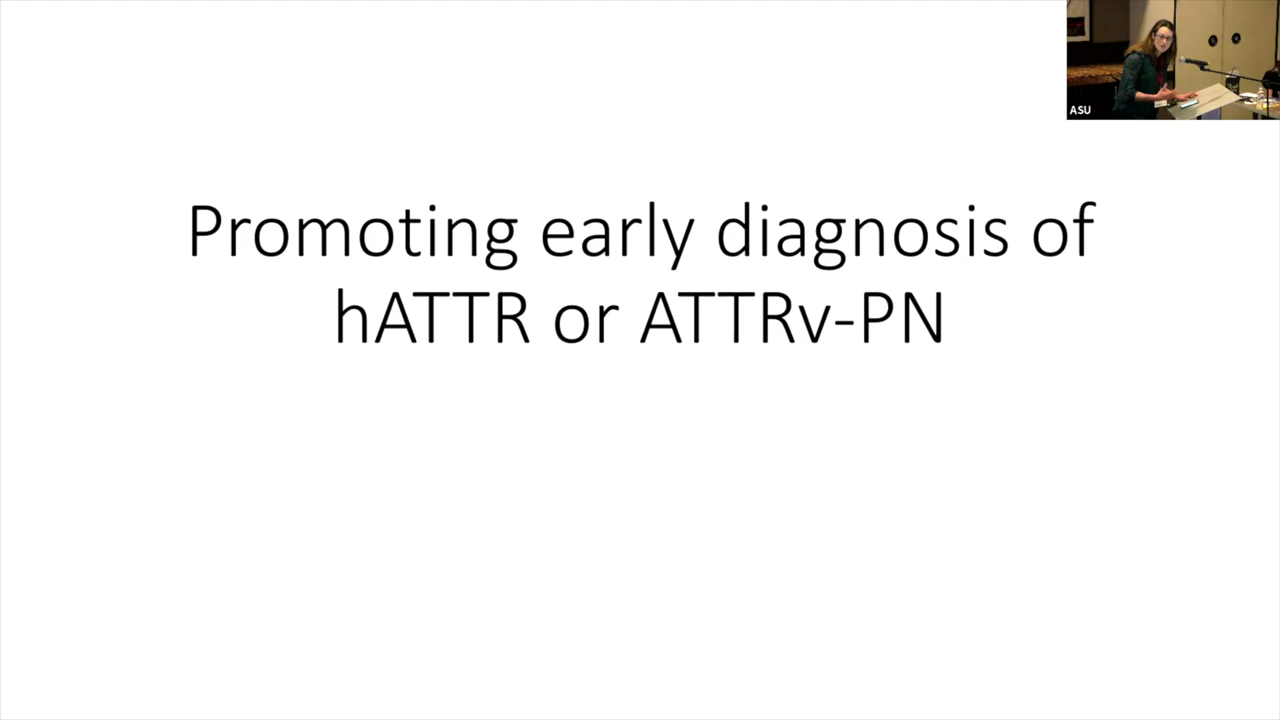 ASU
Promoting early diagnosis of
hATTR or ATTRv-PN